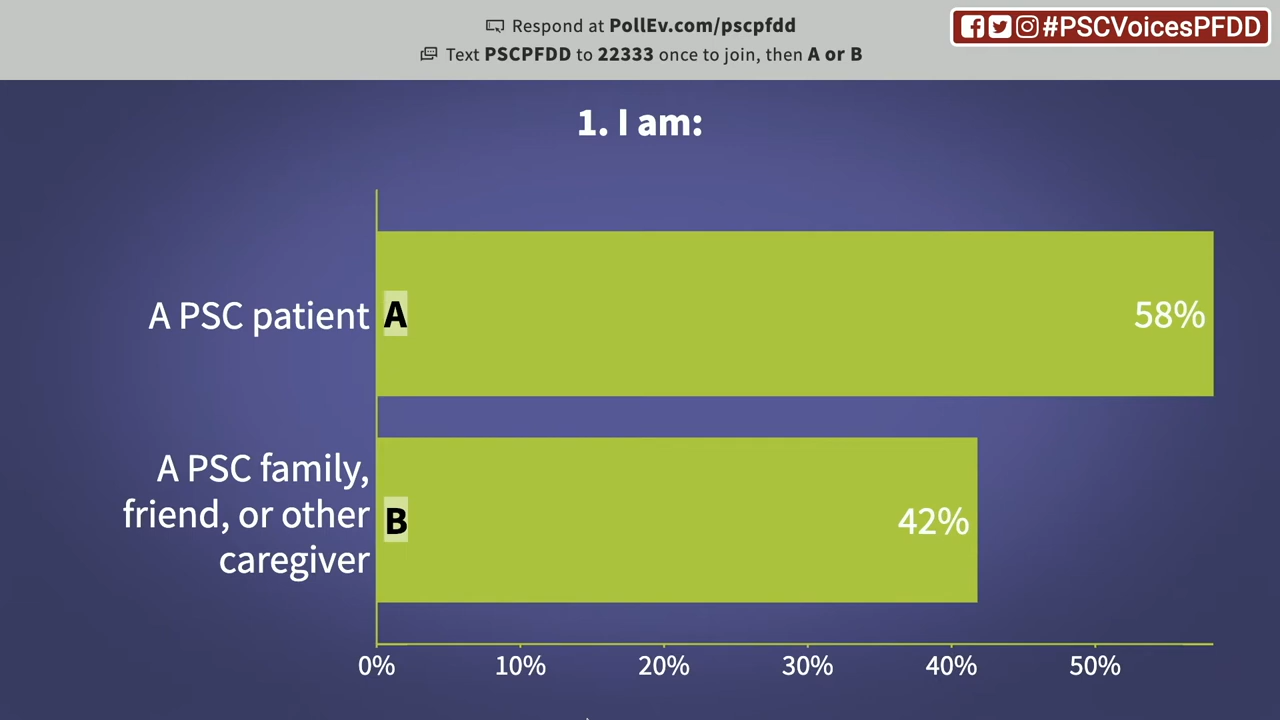 Respond at PollEv.com/pscpfdd
Text PSCPFDD to 22333 once to join, then A or B
#PSCVoicesPFDD
1. I am:
A PSC patient
A
58%
A PSC family,
friend, or other
caregiver
B
42%
0% 10% 20% 30% 40% 50%